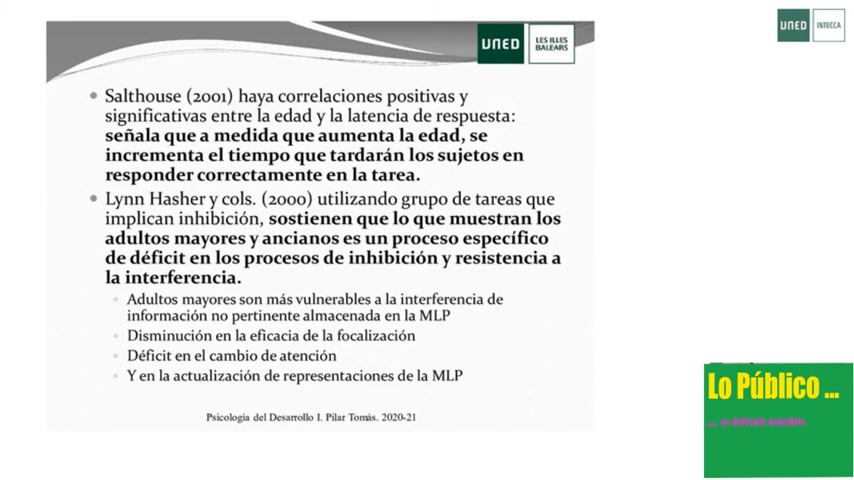 UNED
LES ILLES
BALEARS
UNED
INTECCA
• Salthouse (2001) haya correlaciones positivas y
significativas entre la edad y la latencia de respuesta:
señala que a medida que aumenta la edad, se
incrementa el tiempo que tardarán los sujetos en
responder correctamente en la tarea.
• Lynn Hasher y cols. (2000) utilizando grupo de tareas que
implican inhibición, sostienen que lo que muestran los
adultos mayores y ancianos es un proceso específico
de déficit en los procesos de inhibición y resistencia a
la interferencia.
Adultos mayores son más vulnerables a la interferencia de
información no pertinente almacenada en la MLP
Disminución en la eficacia de la focalización
Déficit en el cambio de atención
Y en la actualización de representaciones de la MLP
Psicología del Desarrollo I. Pilar Tomás. 2020-21
Lo Público ...